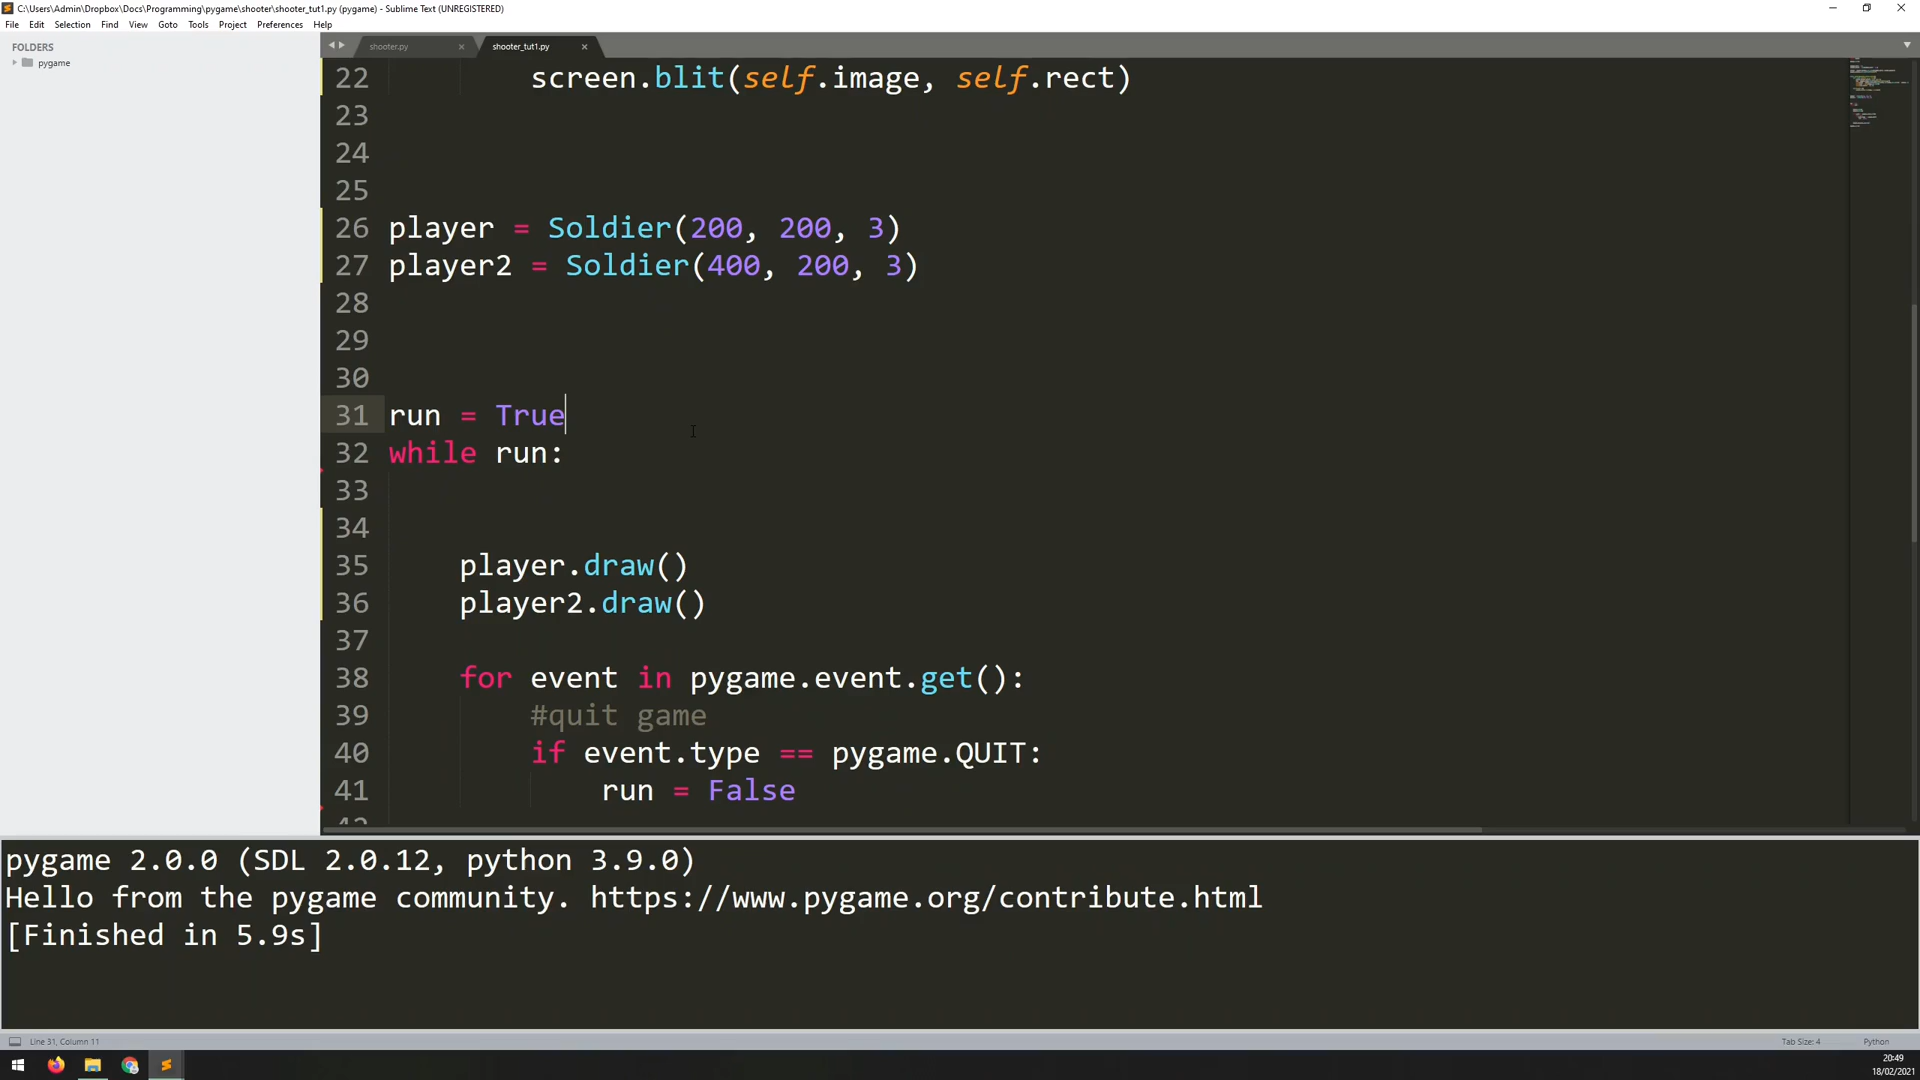 C:\Users\Admin\Dropbox\Docs\Programming\pygame\shooter\shooter_tut1.py (pygame) - Sublime Text (UNREGISTERED)
File Edit Selection Find View Goto Tools Project Preferences Help
FOLDERS
pygame
shooter.py
shooter_tut1.py
22 screen.blit(self.image, self.rect)
23
24
25
26 player = Soldier(200, 200, 3)
27 player2 = Soldier(400, 200, 3)
28
29
30
31 run = True
32 while run:
33
34
35 player.draw()
36 player2.draw()
37
38 for event in pygame.event.get():
39 #quit game
40 if event.type == pygame.QUIT:
41 run = False
pygame 2.0.0 (SDL 2.0.12, python 3.9.0)
Hello from the pygame community. https://www.pygame.org/contribute.html
[Finished in 5.9s]
Line 31, Column 11
Tab Size: 4
Python
20:49
18/02/2021